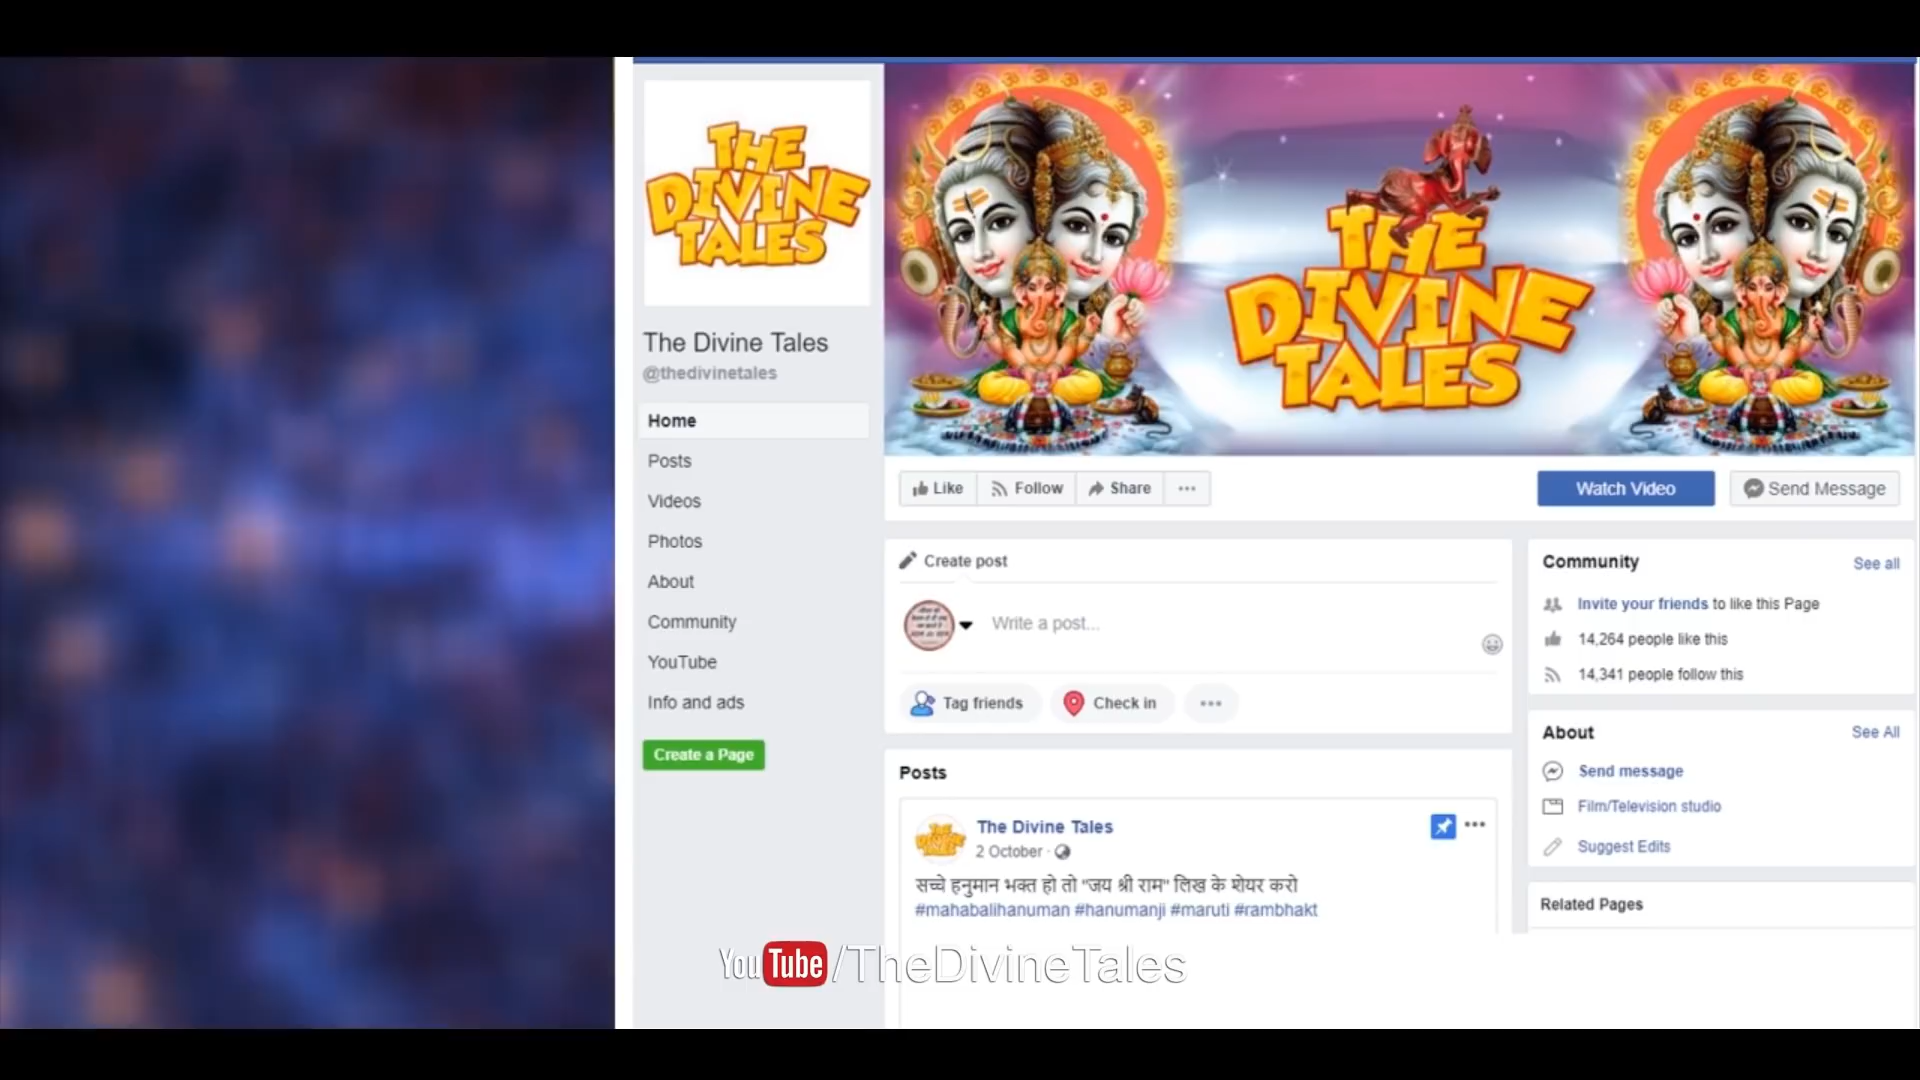 THE
DIVINE
TALES
The Divine Tales
@thedivinetales
Home
Posts
Videos
Photos
About
Community
YouTube
Info and ads
Create a Page
THE
DIVINE
TALES
Like
Follow
Share
Watch Video
Send Message
Create post
Write a post...
Tag friends
Check in
Posts
The Divine Tales
2 October ·
सच्चे हनुमान भक्त हो तो "जय श्री राम" लिख के शेयर करो
#mahabalihanuman #hanumanji #maruti #rambhakt
Community
See all
Invite your friends to like this Page
14,264 people like this
14,341 people follow this
About
See All
Send message
Film/Television studio
Suggest Edits
Related Pages
YouTube/TheDivineTales